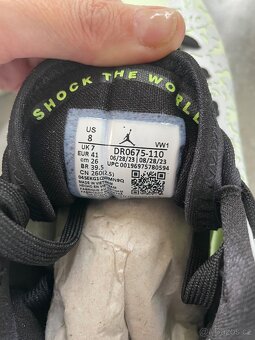 SHOCK THE WORLD
US
8
VW1
UK 7
EUR 41
cm 26
BR 39.5
CN 260(2.5)
DR0675-110
06/28/23 08/28/23
UPC 00196975780594